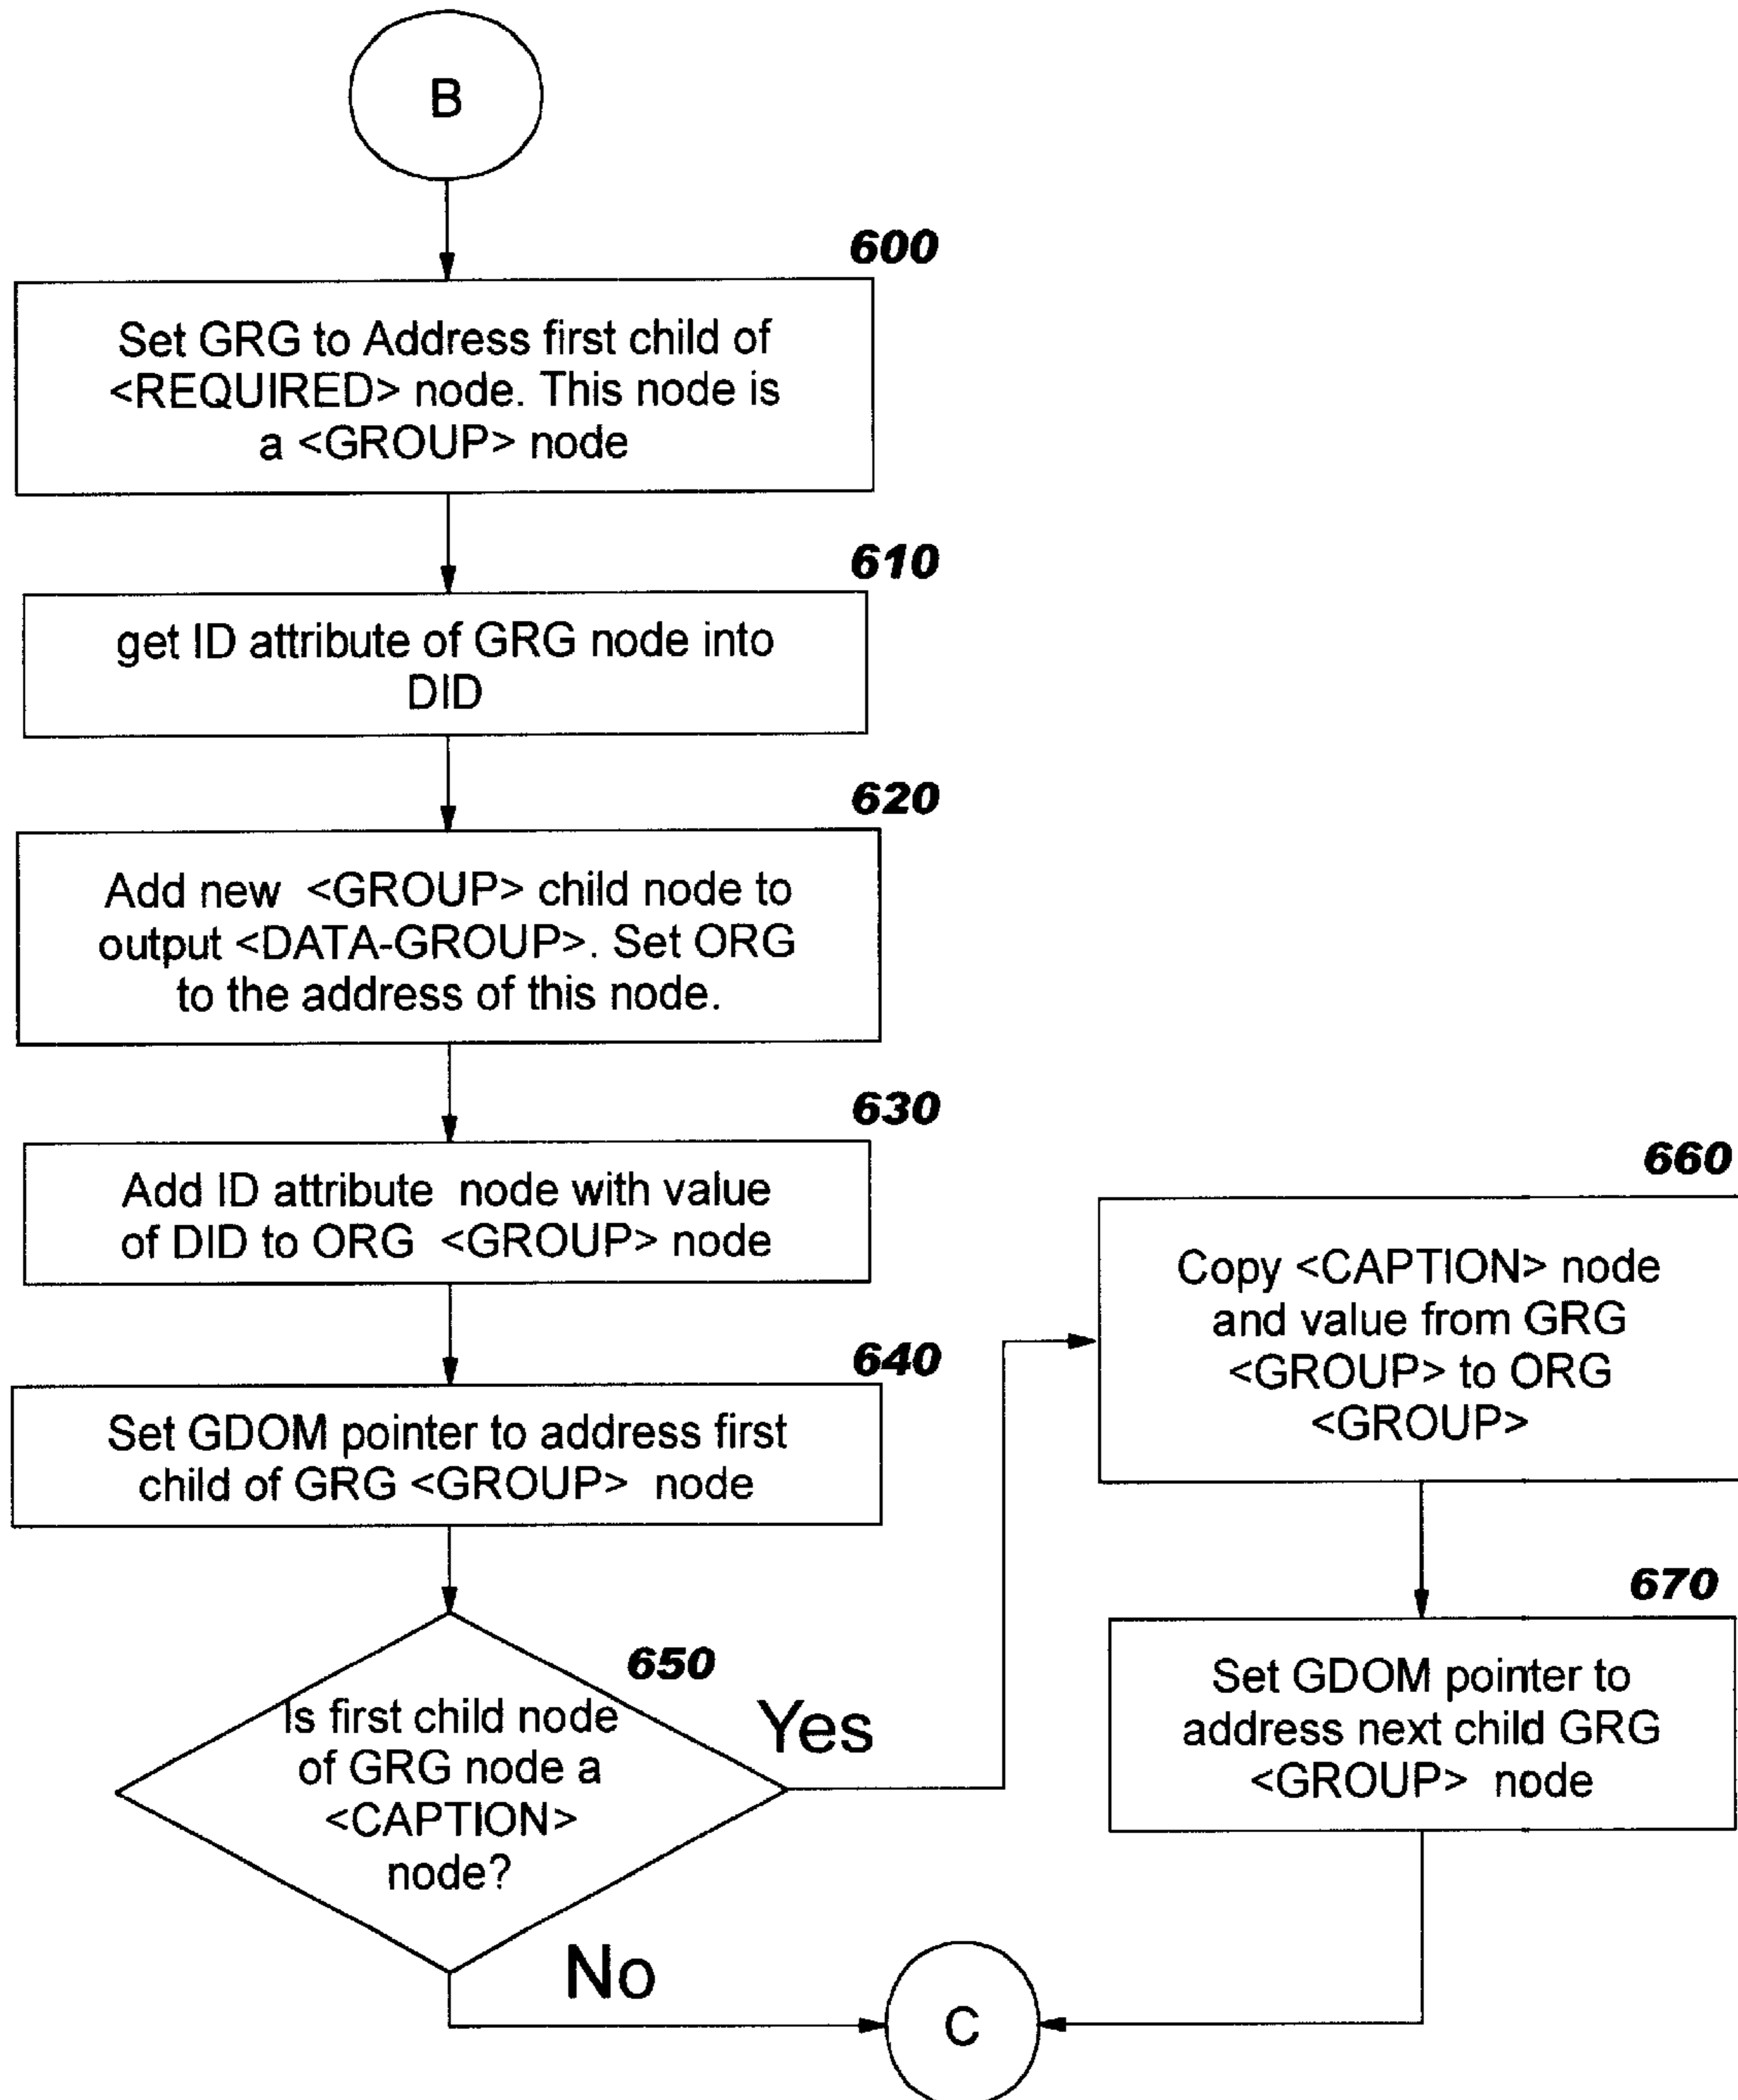 B
600
Set GRG to Address first child of
<REQUIRED> node. This node is
a <GROUP> node
610
get ID attribute of GRG node into
DID
620
Add new <GROUP> child node to
output <DATA-GROUP>. Set ORG
to the address of this node.
630
Add ID attribute node with value
of DID to ORG <GROUP> node
640
Set GDOM pointer to address first
child of GRG <GROUP> node
650
Is first child node
of GRG node a
<CAPTION>
node?
Yes
No
660
Copy <CAPTION> node
and value from GRG
<GROUP> to ORG
<GROUP>
670
Set GDOM pointer to
address next child GRG
<GROUP> node
C